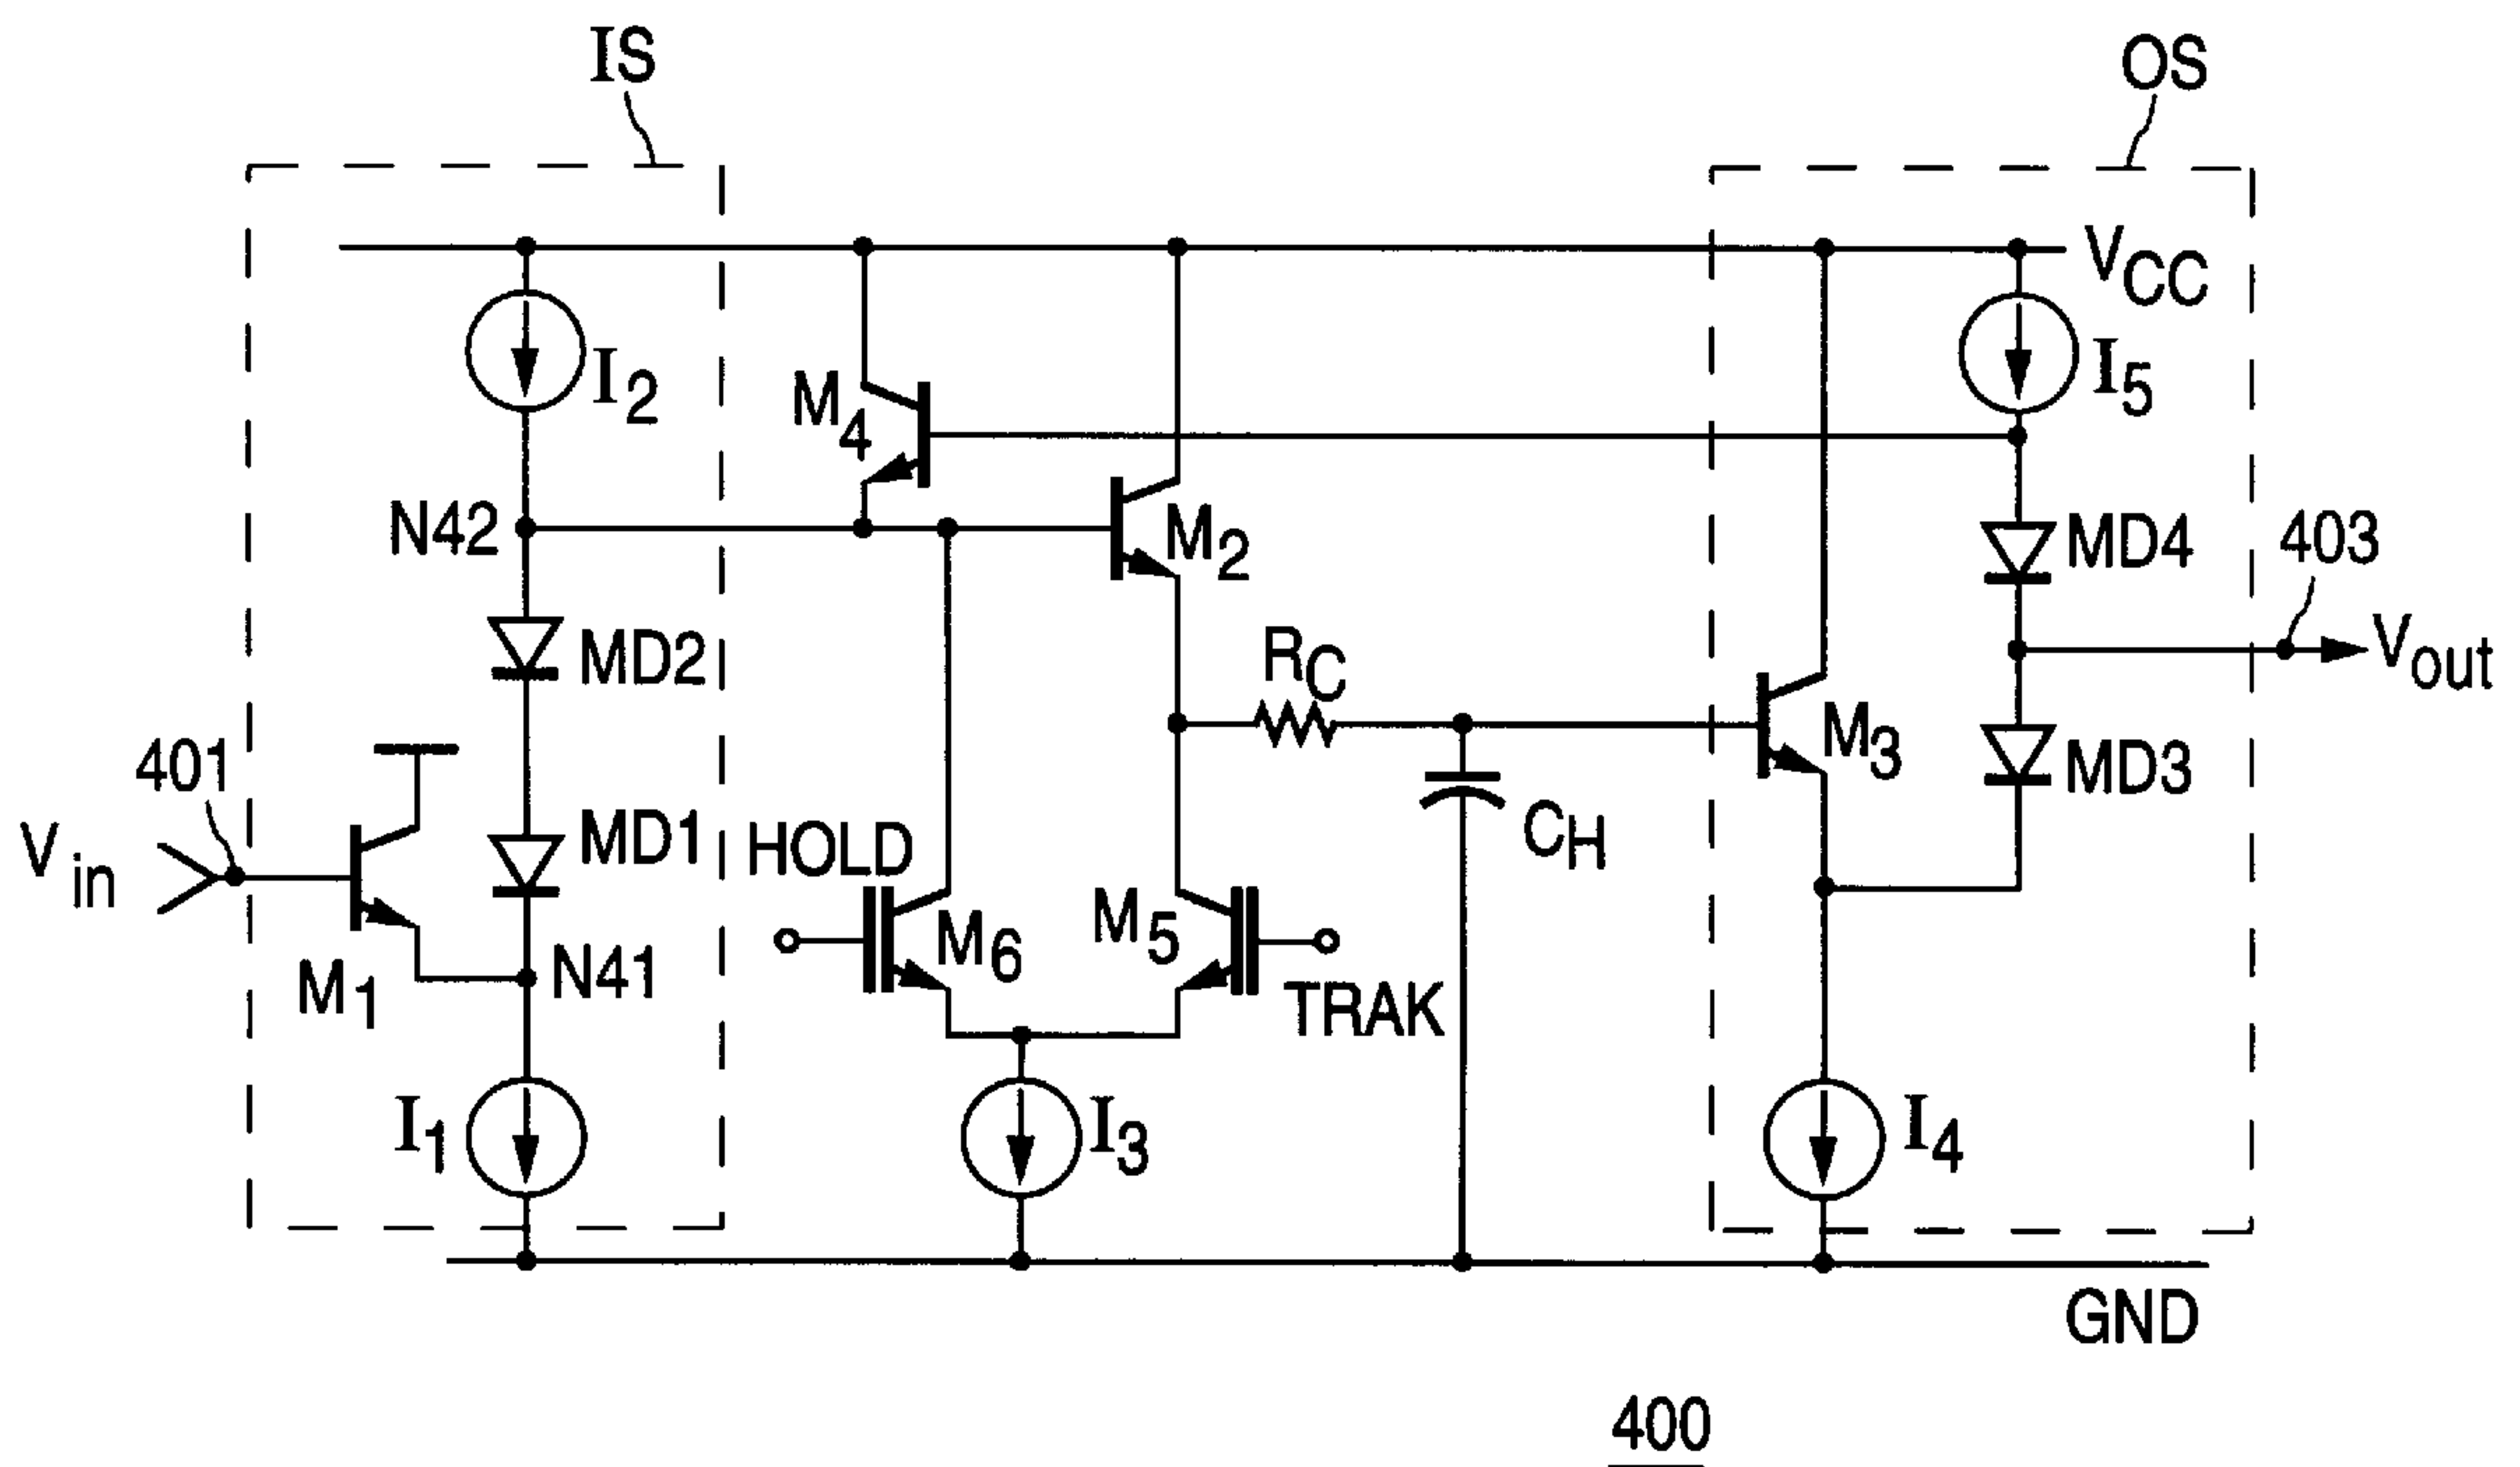 IS
OS
VCC
I2
I5
M4
N42
M2
MD4
403
MD2
RC
Vout
401
M3
MD3
Vin
MD1
HOLD
CH
M6
M5
M1
N41
TRAK
I1
I3
I4
GND
400